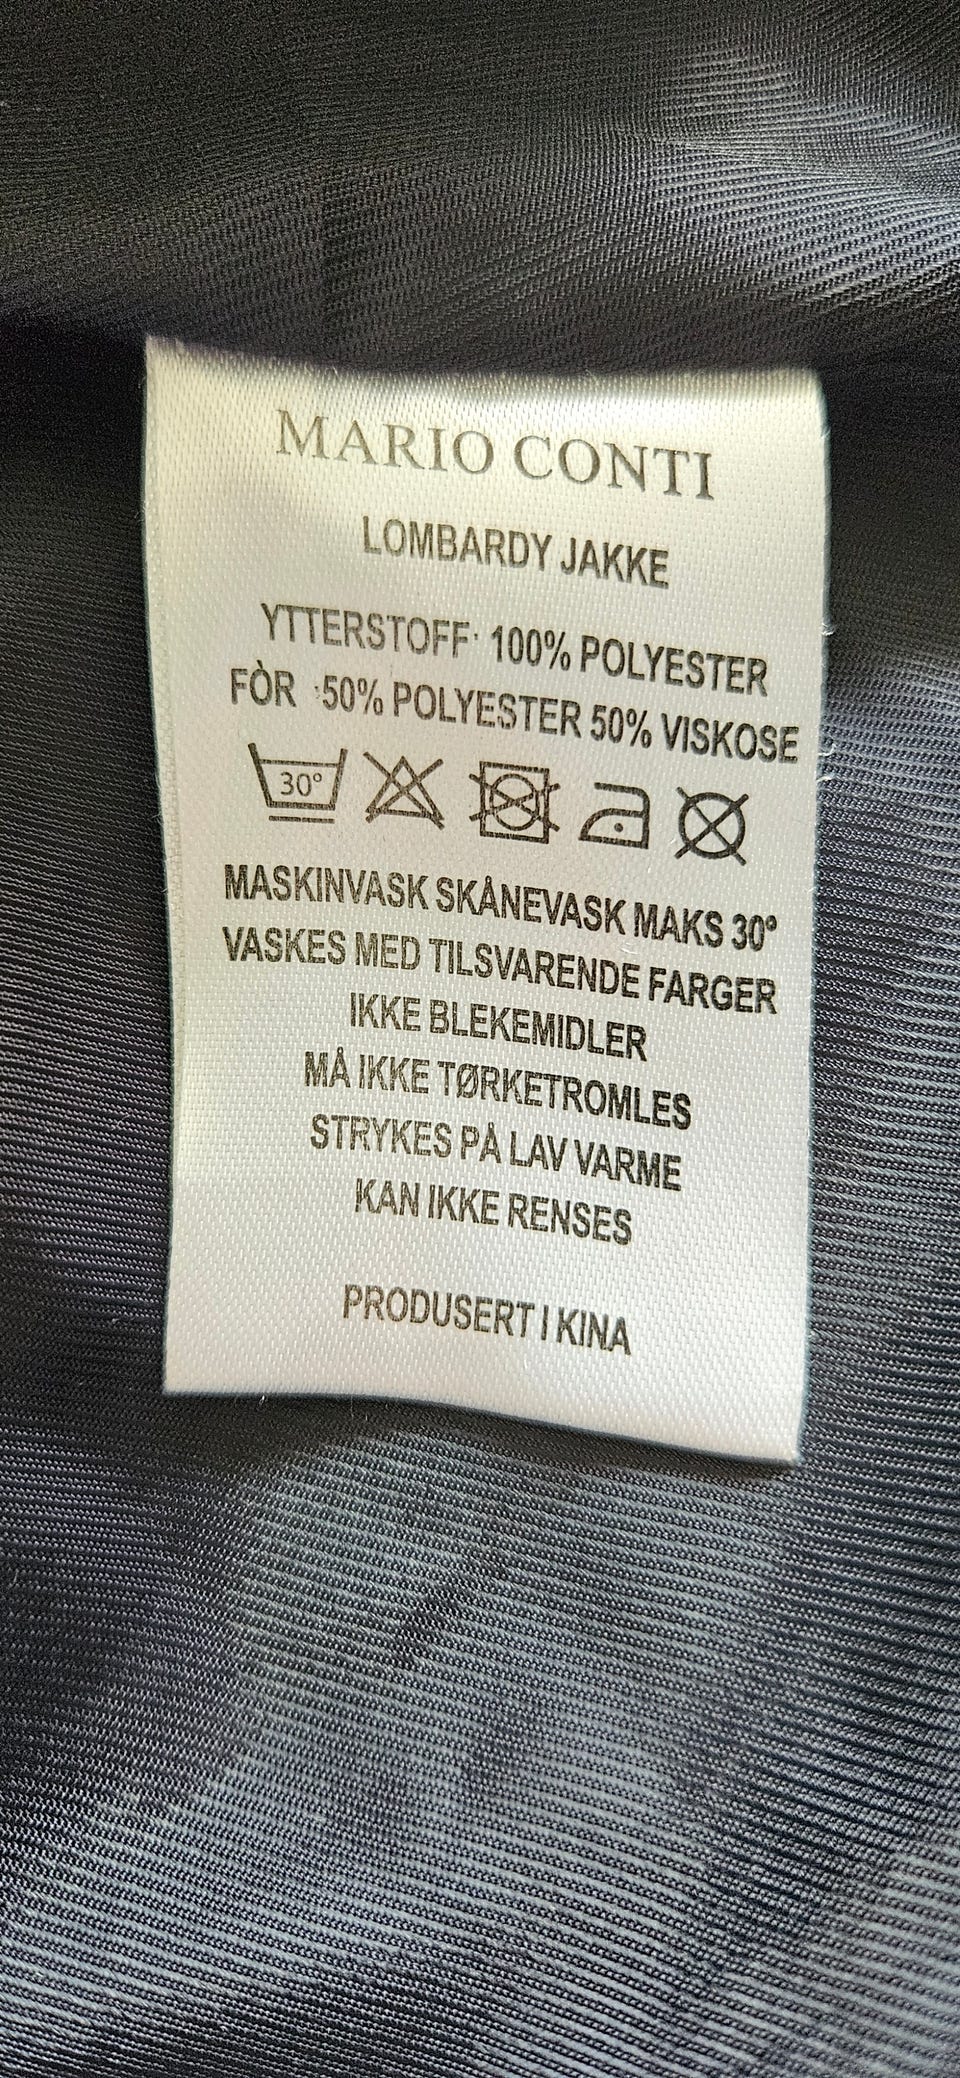 MARIO CONTI
LOMBARDY JAKKE
YTTERSTOFF: 100% POLYESTER
FÒR :50% POLYESTER 50% VISKOSE
30°
MASKINVASK SKÅNEVASK MAKS 30°
VASKES MED TILSVARENDE FARGER
IKKE BLEKEMIDLER
MÅ IKKE TØRKETROMLES
STRYKES PÅ LAV VARME
KAN IKKE RENSES
PRODUSERT I KINA